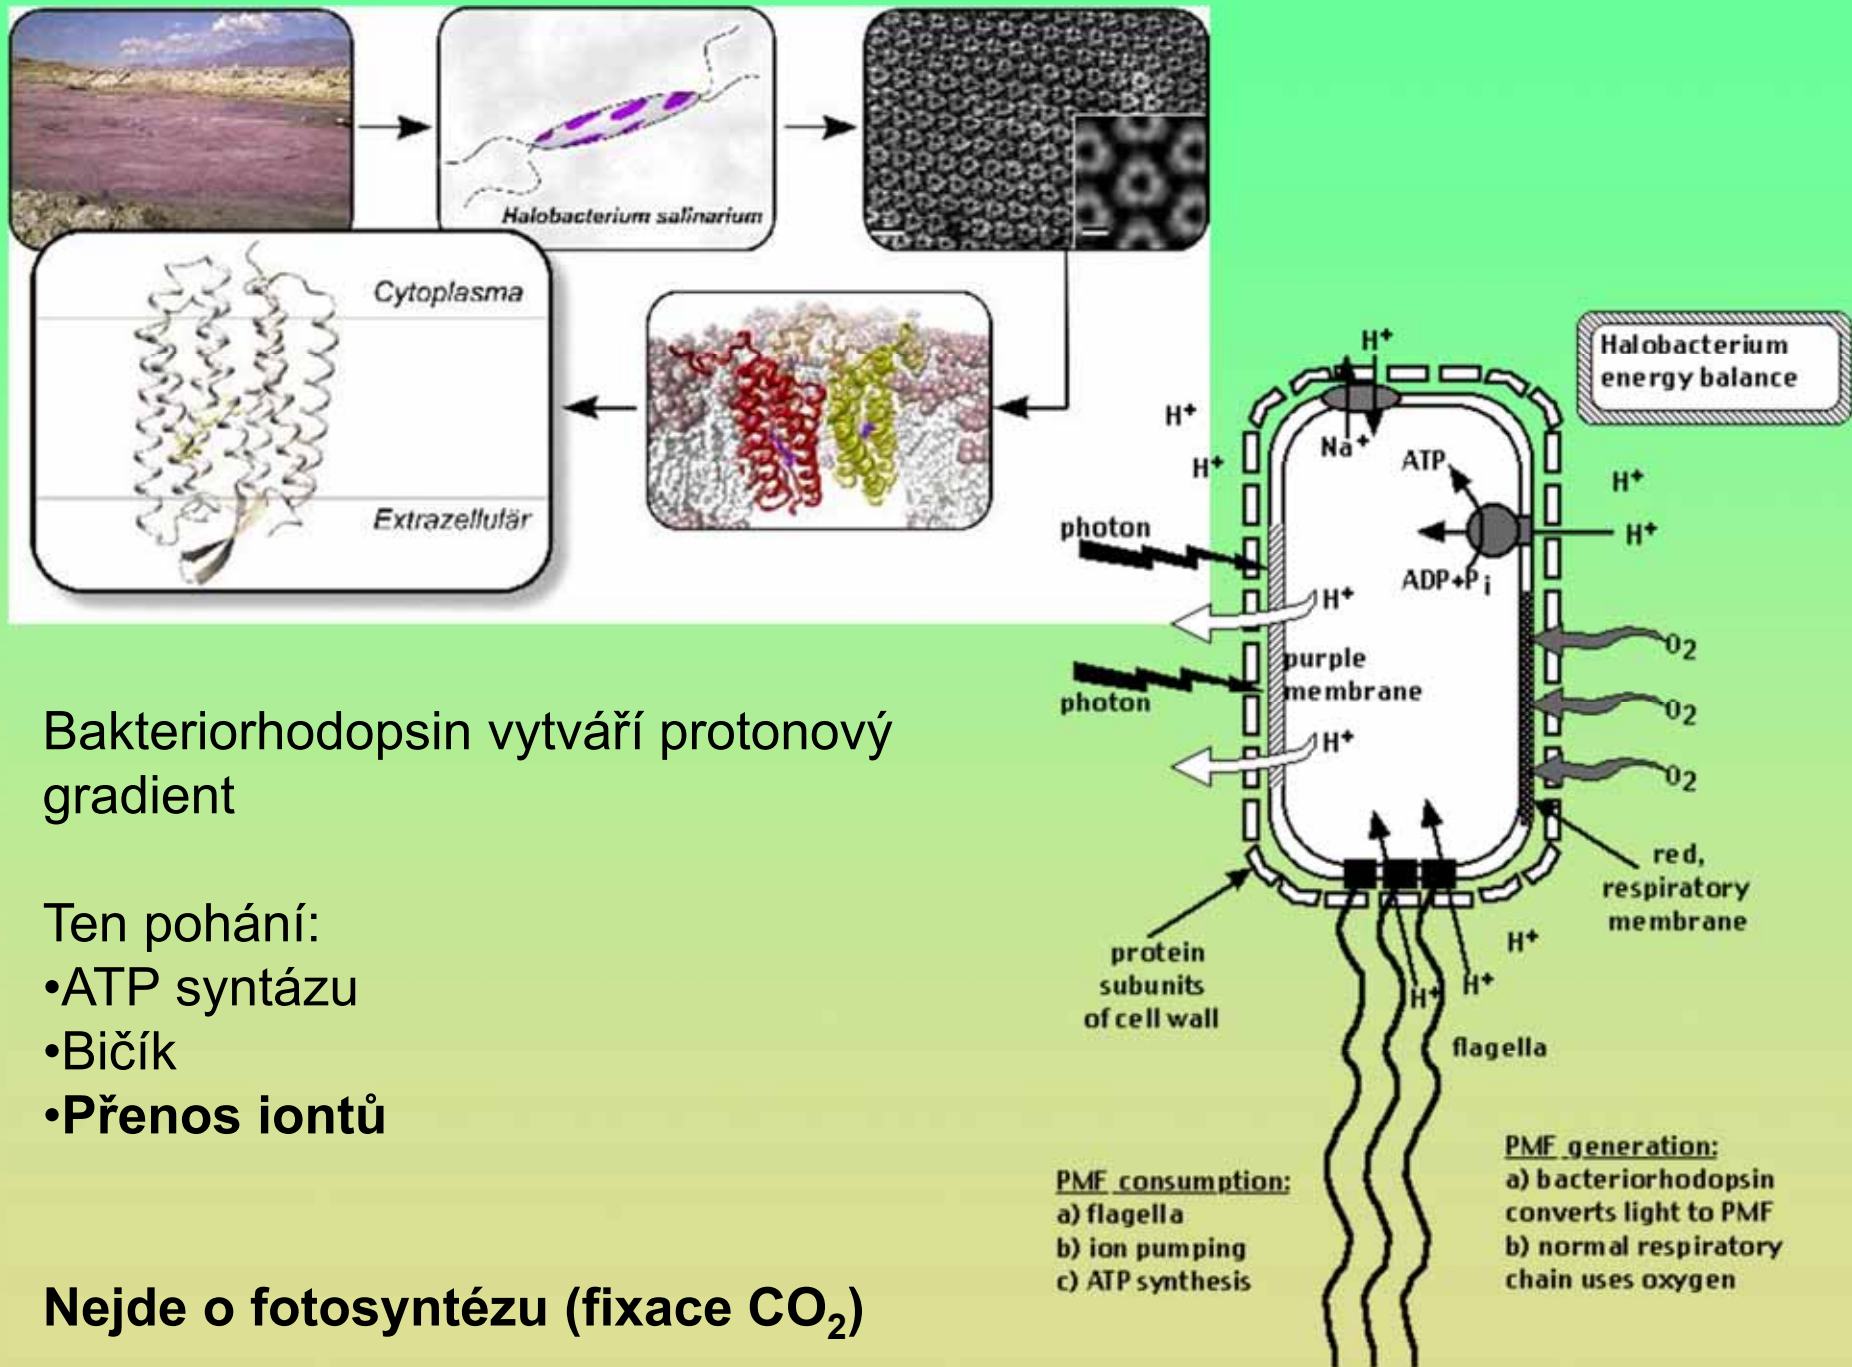 Halobacterium salinarium
Cytoplasma
Extrazellulär
Bakteriorhodopsin vytváří protonový
gradient
Ten pohání:
•ATP syntázu
•Bičík
•Přenos iontů
Nejde o fotosyntézu (fixace CO₂)
Halobacterium
energy balance
H⁺
H⁺
H⁺
Na⁺
ATP
H⁺
H⁺
ADP+Pi
photon
H⁺
purple
membrane
photon
H⁺
O₂
O₂
O₂
red,
respiratory
membrane
protein
subunits
of cell wall
H⁺
H⁺
H⁺
flagella
PMF consumption:
a) flagella
b) ion pumping
c) ATP synthesis
PMF generation:
a) bacteriorhodopsin
converts light to PMF
b) normal respiratory
chain uses oxygen